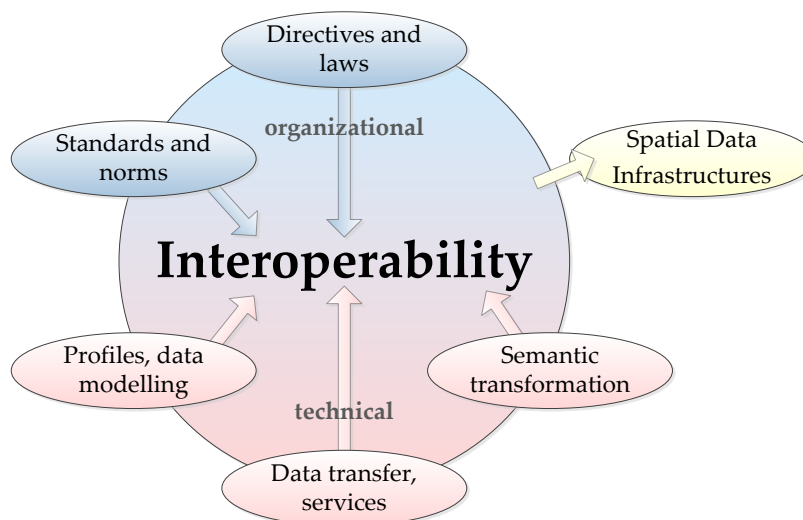 Directives and
laws
organizational
Standards and
norms
Spatial Data
Infrastructures
Interoperability
Profiles, data
modelling
Semantic
transformation
technical
Data transfer,
services